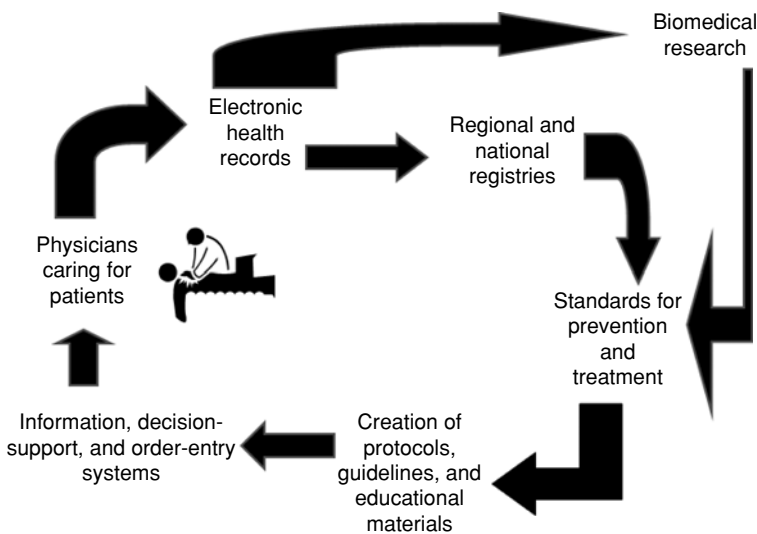 Biomedical
research
Electronic
health
records
Regional and
national
registries
Physicians
caring for
patients
Standards for
prevention
and
treatment
Information, decision-
support, and order-entry
systems
Creation of
protocols,
guidelines, and
educational
materials